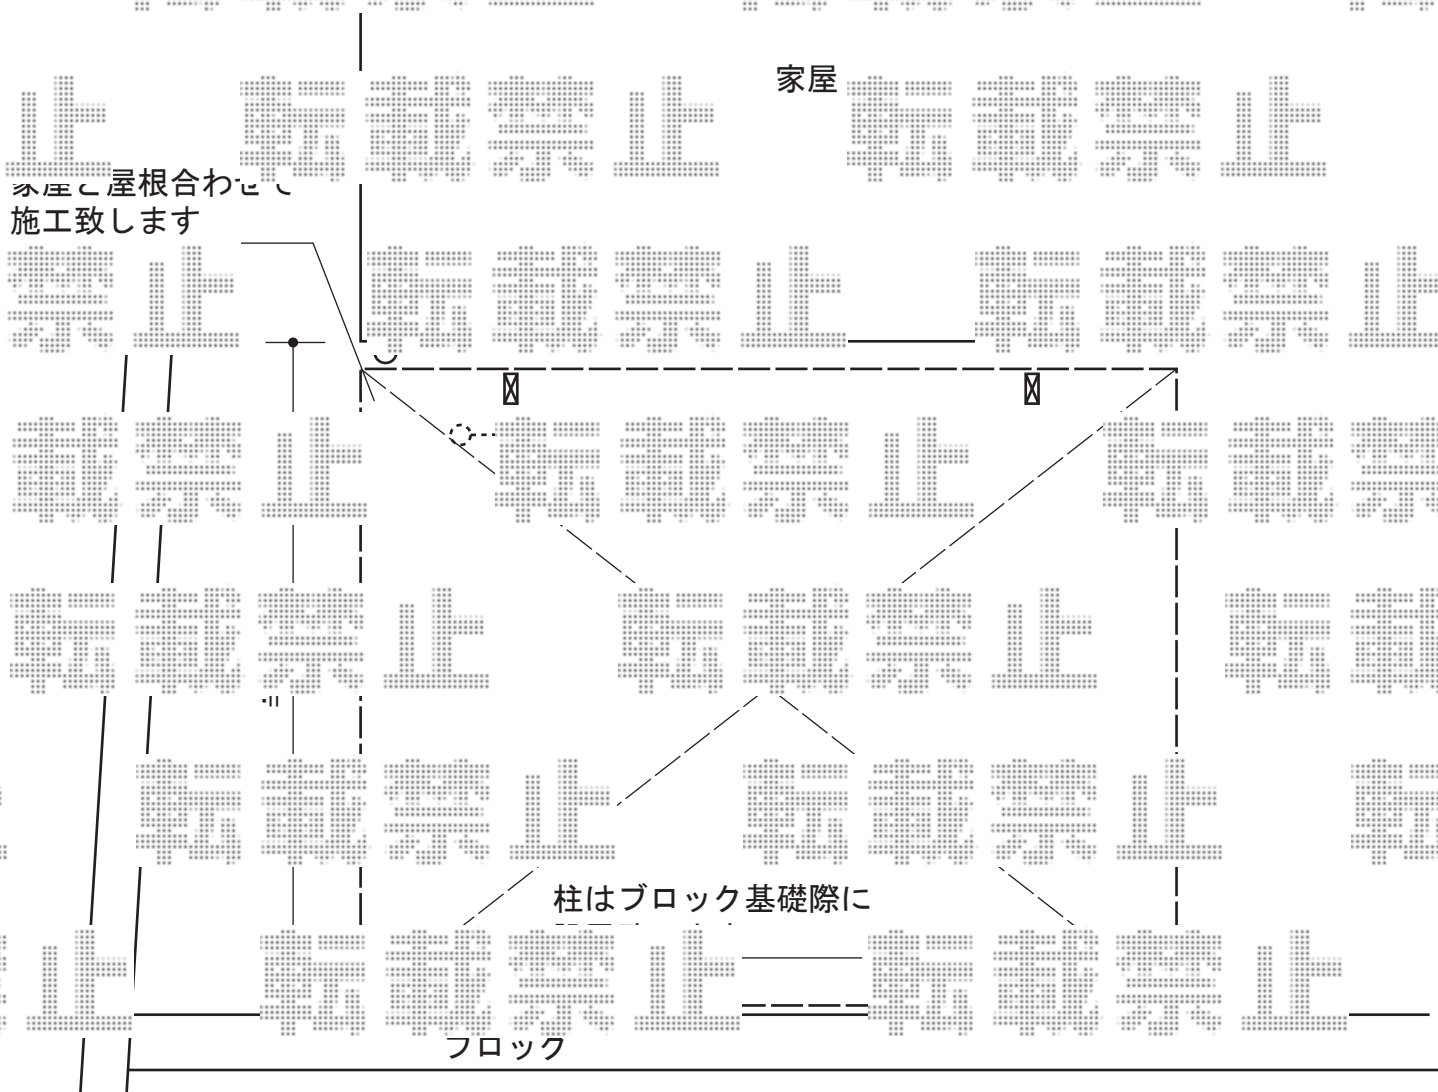 家屋
家屋と屋根合わせて
施工致します
転載禁止
柱はブロック基礎際に
ブロック